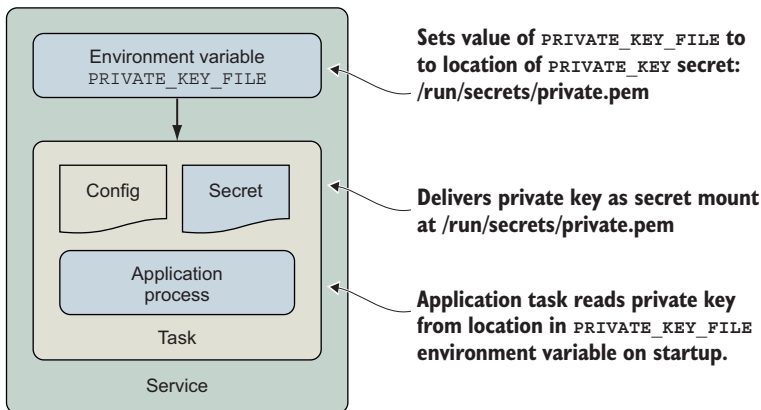 Environment variable
PRIVATE_KEY_FILE
Config
Secret
Application
process
Task
Service
Sets value of PRIVATE_KEY_FILE to
to location of PRIVATE_KEY secret:
/run/secrets/private.pem
Delivers private key as secret mount
at /run/secrets/private.pem
Application task reads private key
from location in PRIVATE_KEY_FILE
environment variable on startup.